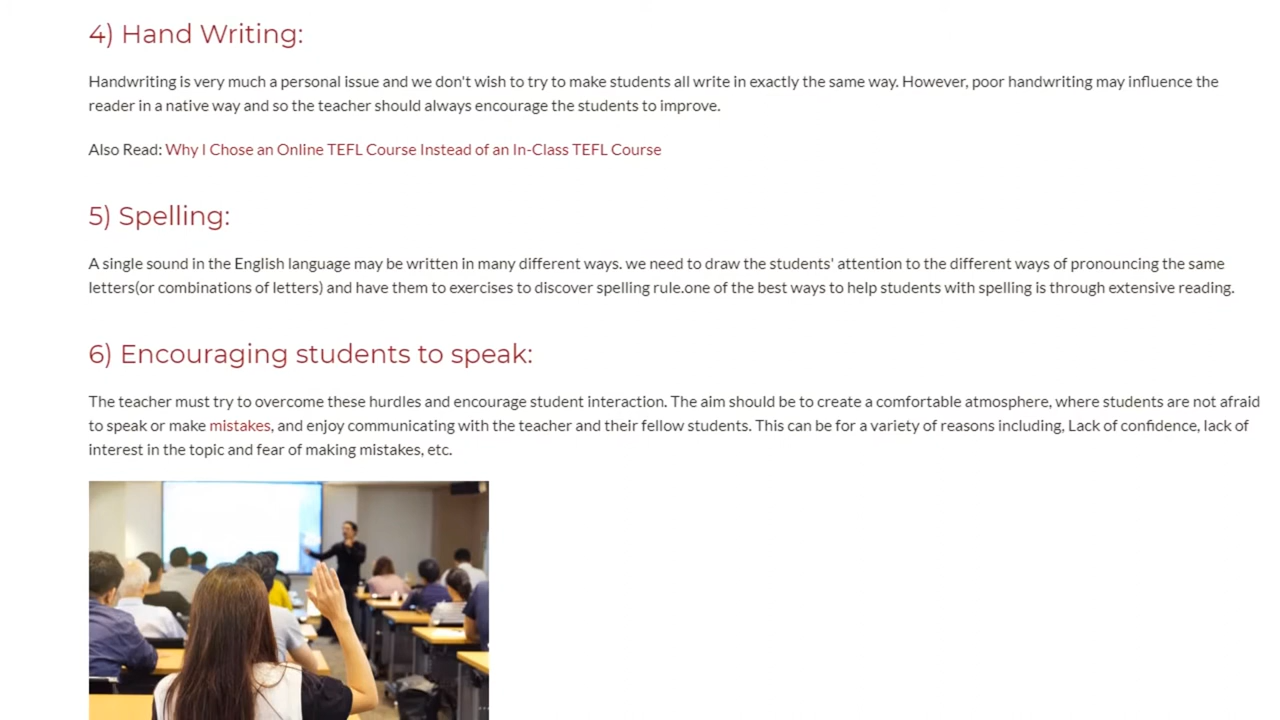 4) Hand Writing:
Handwriting is very much a personal issue and we don't wish to try to make students all write in exactly the same way. However, poor handwriting may influence the
reader in a native way and so the teacher should always encourage the students to improve.
Also Read: Why I Chose an Online TEFL Course Instead of an In-Class TEFL Course
5) Spelling:
A single sound in the English language may be written in many different ways. we need to draw the students' attention to the different ways of pronouncing the same
letters(or combinations of letters) and have them to exercises to discover spelling rule.one of the best ways to help students with spelling is through extensive reading.
6) Encouraging students to speak:
The teacher must try to overcome these hurdles and encourage student interaction. The aim should be to create a comfortable atmosphere, where students are not afraid
to speak or make mistakes, and enjoy communicating with the teacher and their fellow students. This can be for a variety of reasons including, Lack of confidence, lack of
interest in the topic and fear of making mistakes, etc.